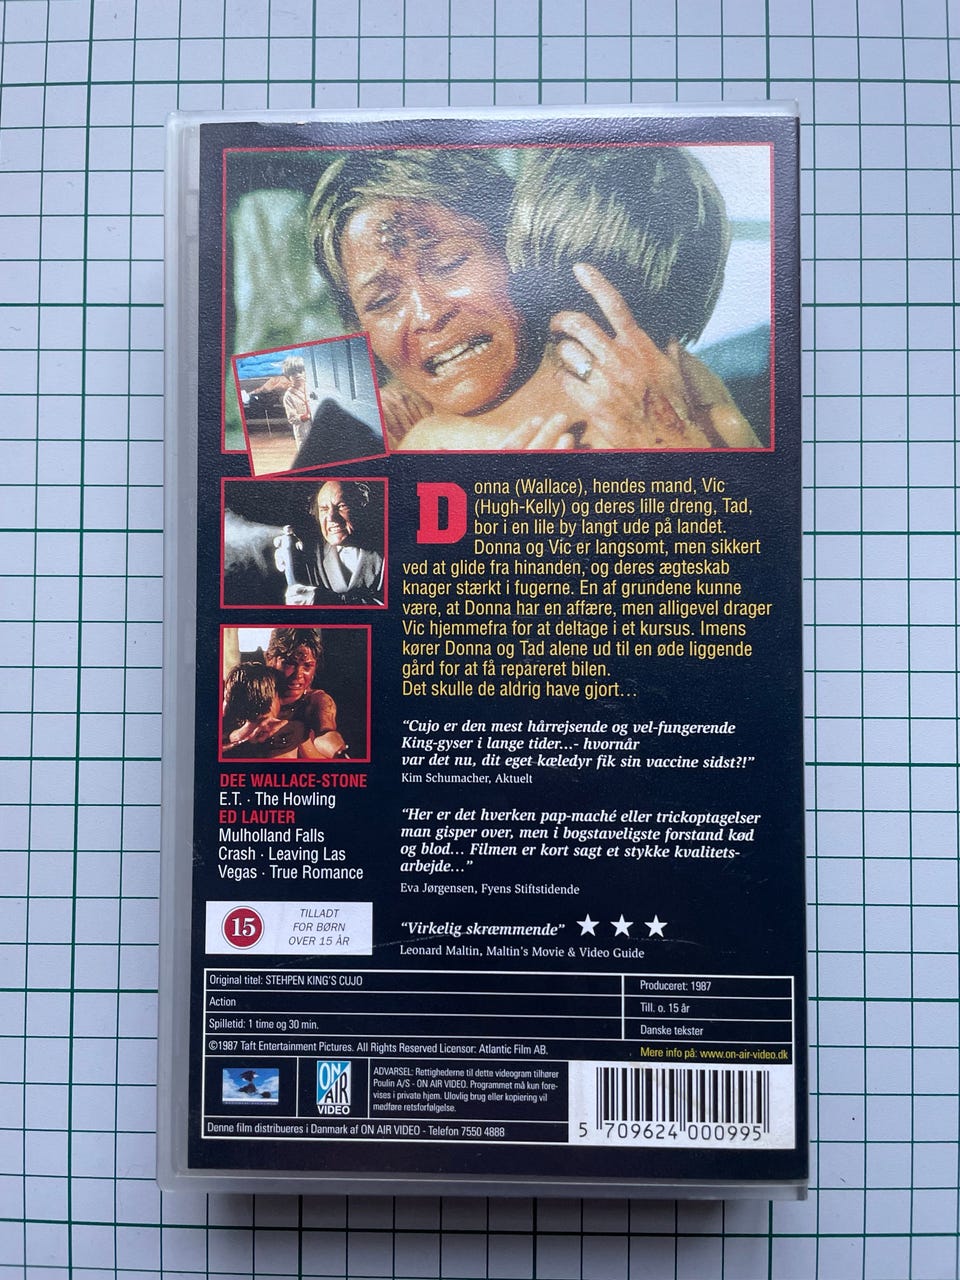 Donna (Wallace), hendes mand, Vic
(Hugh-Kelly) og deres lille dreng, Tad,
bor i en lile by langt ude på landet.
Donna og Vic er langsomt, men sikkert
ved at glide fra hinanden, og deres ægteskab
knager stærkt i fugerne. En af grundene kunne
være, at Donna har en affære, men alligevel drager
Vic hjemmefra for at deltage i et kursus. Imens
kører Donna og Tad alene ud til en øde liggende
gård for at få repareret bilen.
Det skulle de aldrig have gjort...
"Cujo er den mest hårrejsende og vel-fungerende
King-gyser i lange tider...- hvornår
var det nu, dit eget kæledyr fik sin vaccine sidst?!"
Kim Schumacher, Aktuelt
"Her er det hverken pap-maché eller trickoptagelser
man gisper over, men i bogstaveligste forstand kød
og blod... Filmen er kort sagt et stykke kvalitets-
arbejde..."
Eva Jørgensen, Fyens Stiftstidende
"Virkelig skræmmende" ★ ★ ★
Leonard Maltin, Maltin's Movie & Video Guide
DEE WALLACE-STONE
E.T. · The Howling
ED LAUTER
Mulholland Falls
Crash · Leaving Las
Vegas · True Romance
15
TILLADT
FOR BØRN
OVER 15 ÅR
Original titel: STEHPEN KING'S CUJO
Action
Spilletid: 1 time og 30 min.
Produceret: 1987
Till. o. 15 år
Danske tekster
©1987 Taft Entertainment Pictures. All Rights Reserved Licensor: Atlantic Film AB.
Mere info på: www.on-air-video.dk
ON
AIR
VIDEO
ADVARSEL: Rettighederne til dette videogram tilhører
Poulin A/S - ON AIR VIDEO. Programmet må kun fore-
vises i private hjem. Ulovlig brug eller kopiering vil
medføre retsforfølgelse.
Denne film distribueres i Danmark af ON AIR VIDEO - Telefon 7550 4888
5 709624 000995